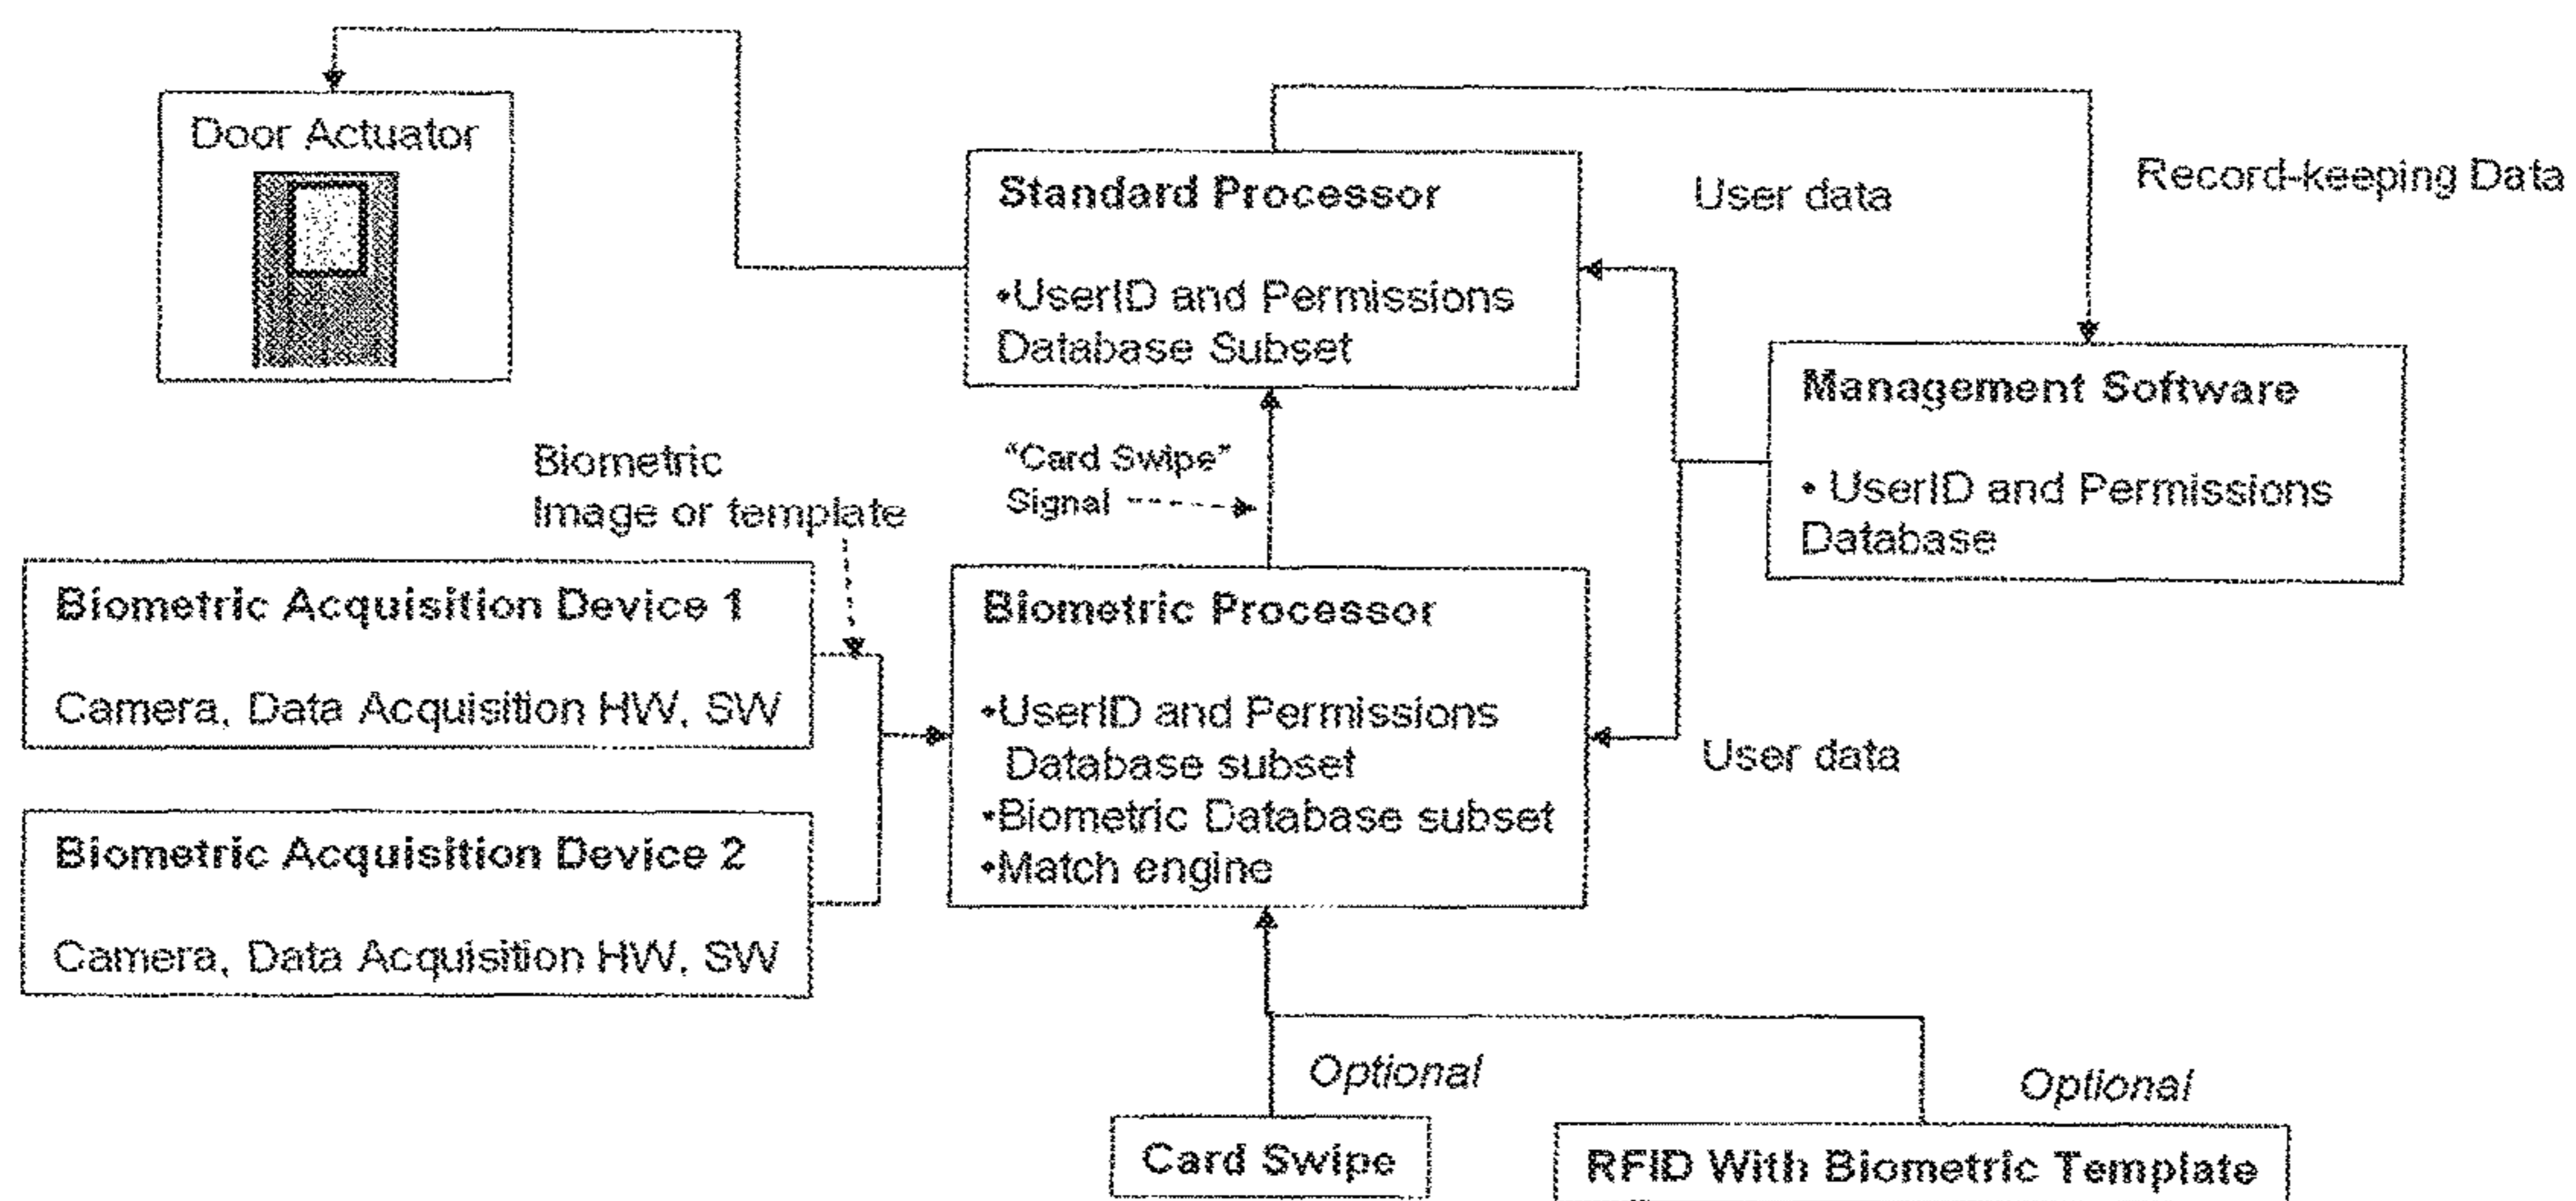 Door Actuator
Standard Processor
•UserID and Permissions
Database Subset
User data
Record-keeping Data
Management Software
• UserID and Permissions
Database
Biometric
Image or template
"Card Swipe"
Signal
Biometric Acquisition Device 1
Camera, Data Acquisition HW, SW
Biometric Acquisition Device 2
Camera, Data Acquisition HW, SW
Biometric Processor
•UserID and Permissions
Database subset
•Biometric Database subset
•Match engine
User data
Optional
Card Swipe
Optional
RFID With Biometric Template